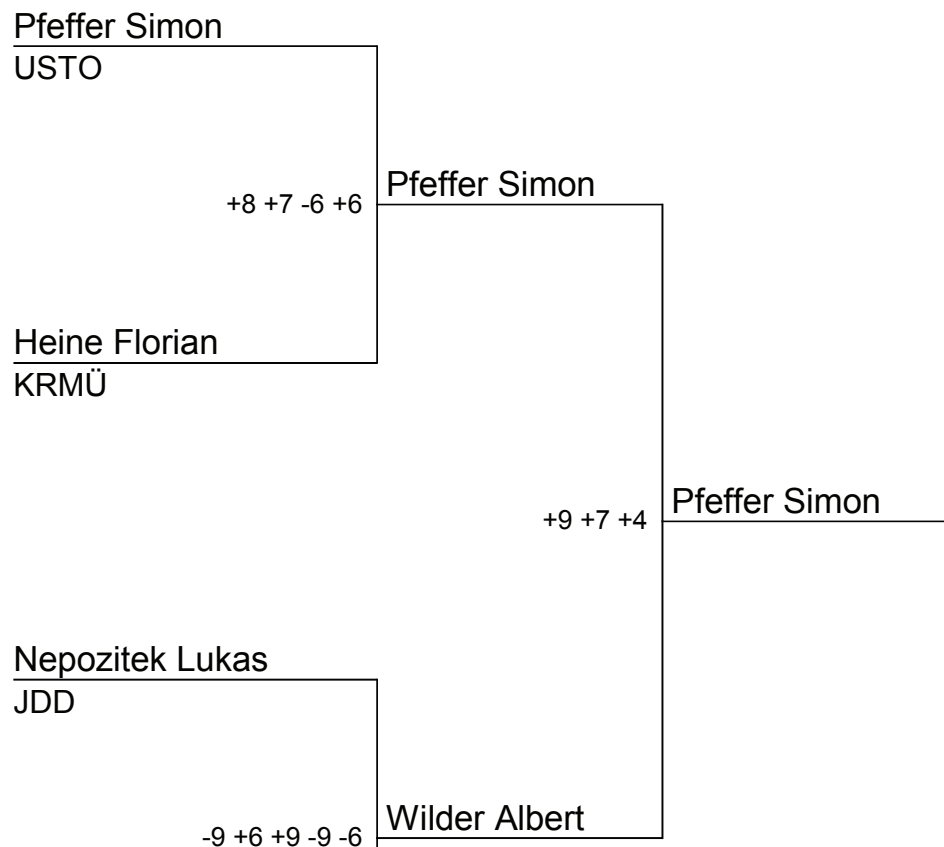 Pfeffer Simon
USTO
+8 +7 -6 +6
Pfeffer Simon
Heine Florian
KRMÜ
+9 +7 +4
Pfeffer Simon
Nepozitek Lukas
JDD
-9 +6 +9 -9 -6
Wilder Albert